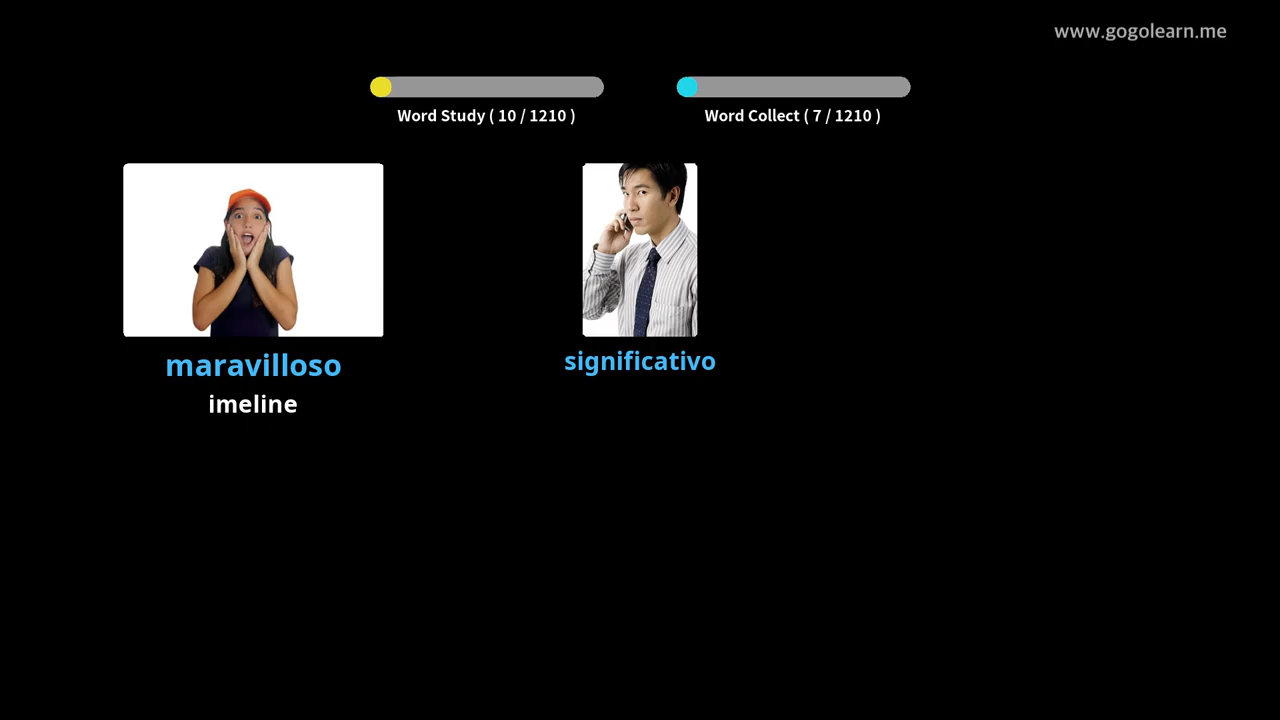 www.gogolearn.me
Word Study ( 10 / 1210 )
Word Collect ( 7 / 1210 )
maravilloso
imeline
significativo